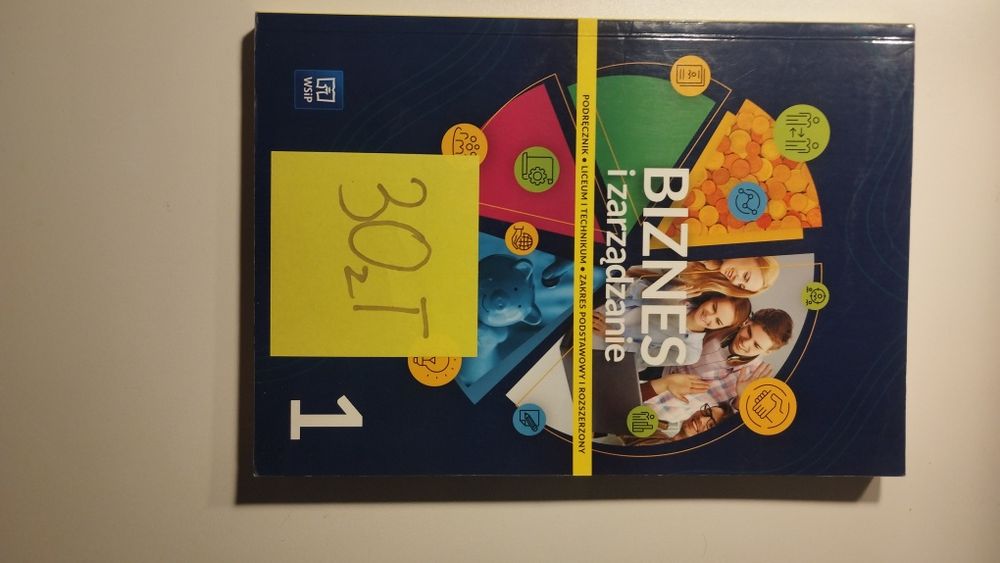 BIZNES
i zarządzanie
PODRĘCZNIK • LICEUM I TECHNIKUM • ZAKRES PODSTAWOWY I ROZSZERZONY
30zŁ
1
WSiP